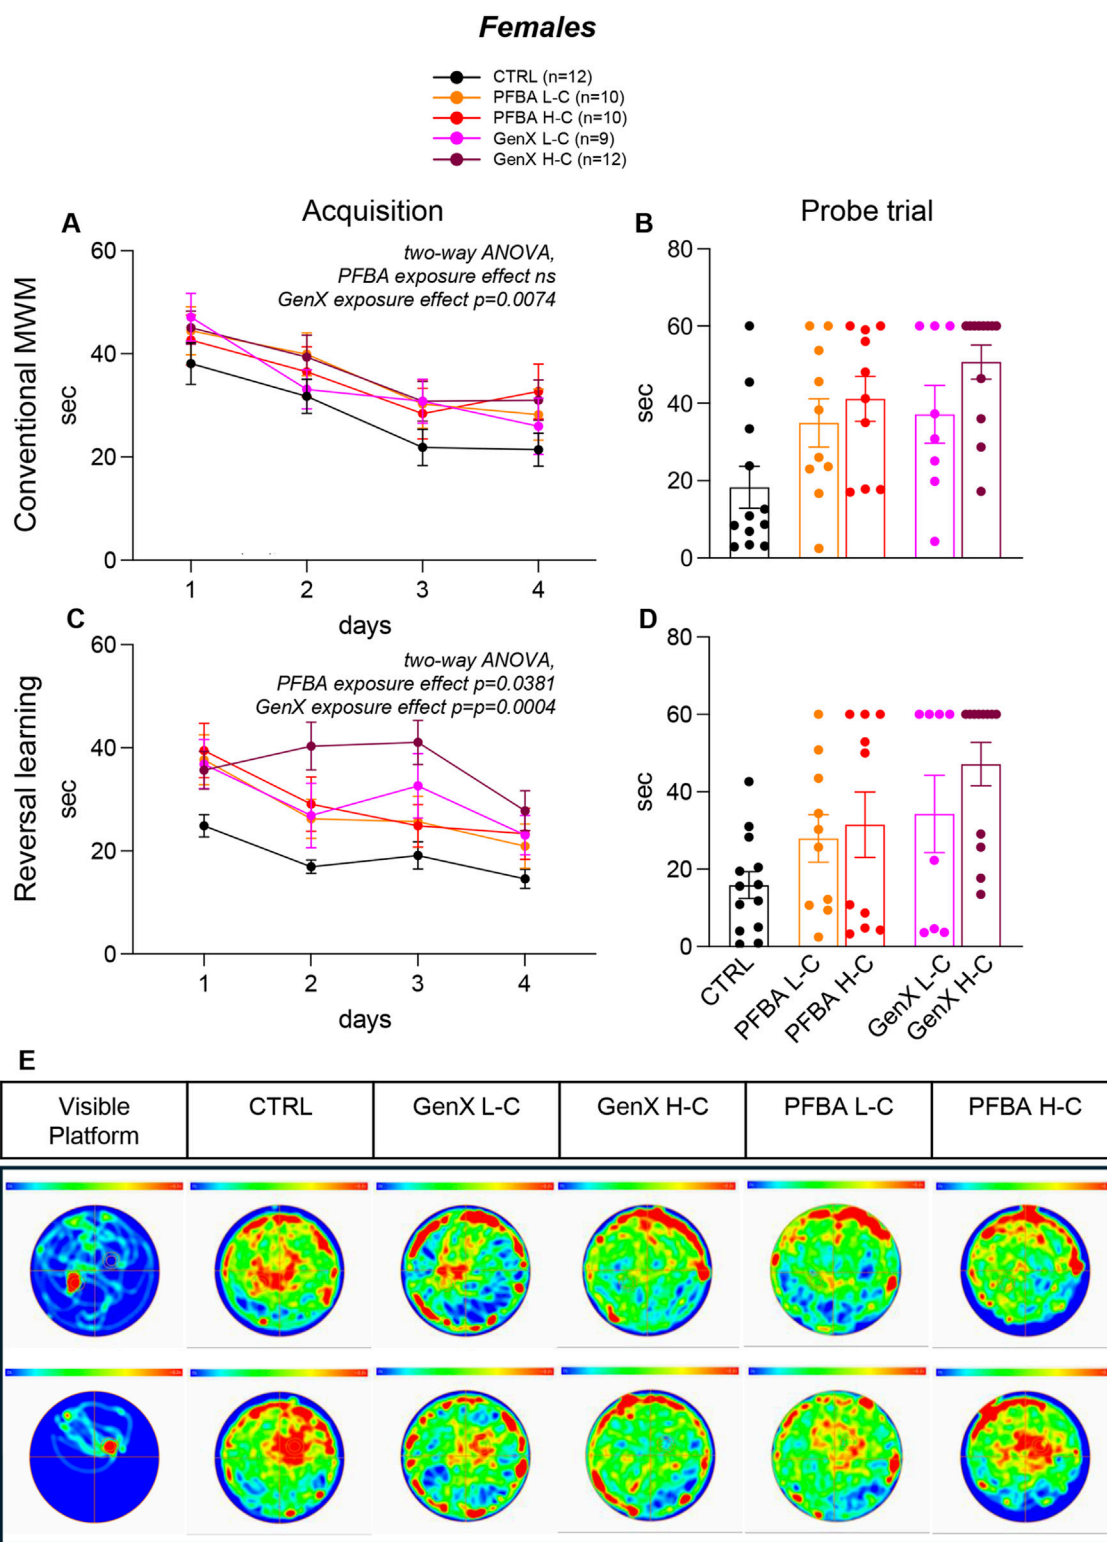 Females
CTRL (n=12)
PFBA L-C (n=10)
PFBA H-C (n=10)
GenX L-C (n=9)
GenX H-C (n=12)
A
Acquisition
B
Probe trial
Conventional MWM
sec
60
40
20
0
two-way ANOVA,
PFBA exposure effect ns
GenX exposure effect p=0.0074
1 2 3 4
days
sec
80
60
40
20
0
C
Reversal learning
sec
60
40
20
0
two-way ANOVA,
PFBA exposure effect p=0.0381
GenX exposure effect p=p=0.0004
1 2 3 4
days
D
sec
80
60
40
20
0
CTRL
PFBA L-C
PFBA H-C
GenX L-C
GenX H-C
E
Visible
Platform
CTRL
GenX L-C
GenX H-C
PFBA L-C
PFBA H-C